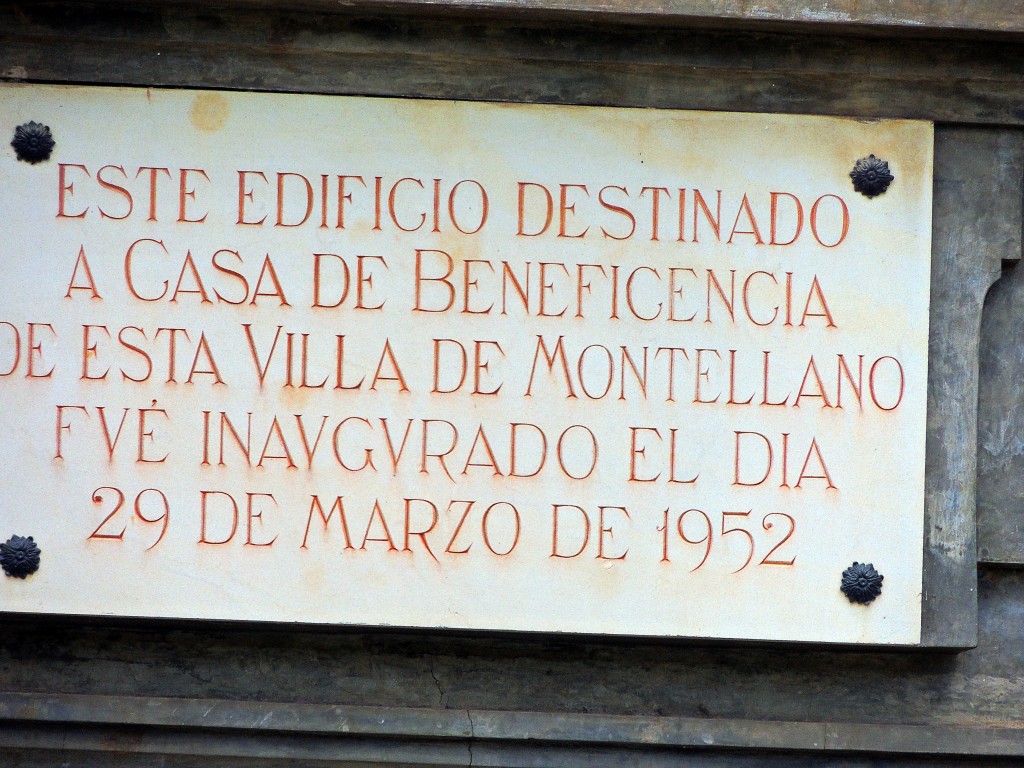 ESTE EDIFICIO DESTINADO
A CASA DE BENEFICENCIA
DE ESTA VILLA DE MONTELLANO
FVÉ INAVGVRADO EL DIA
29 DE MARZO DE 1952